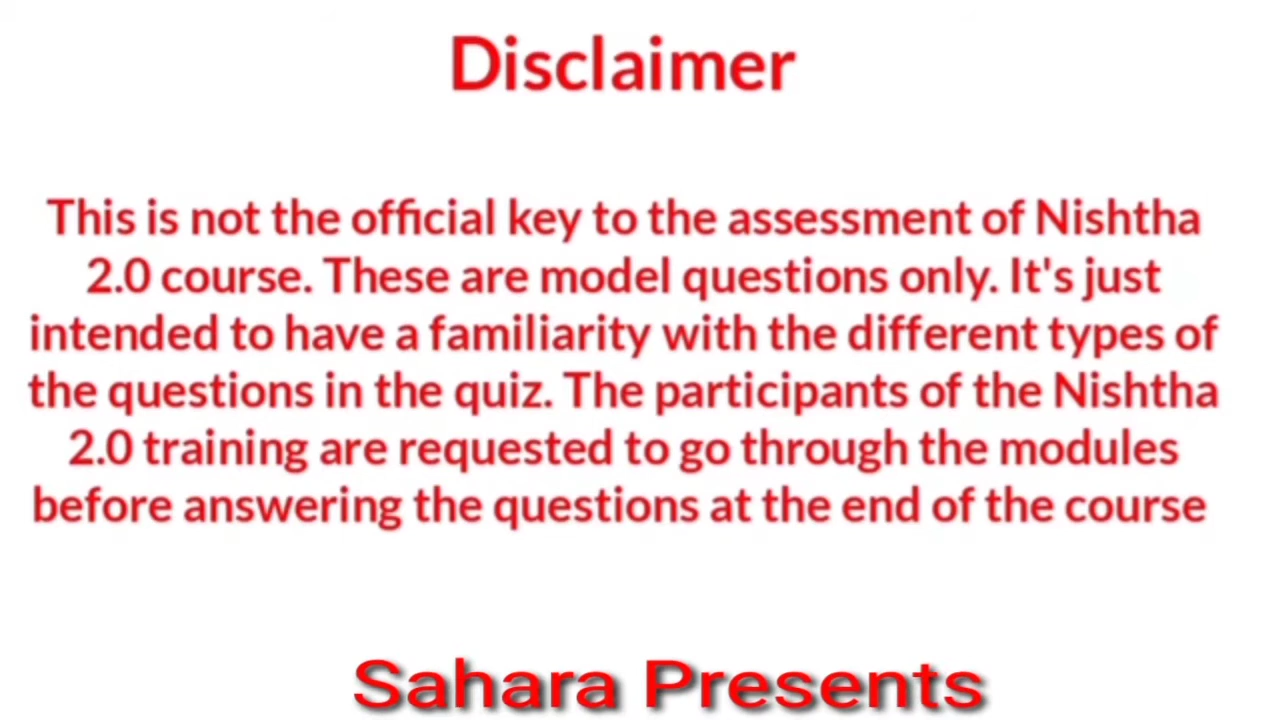 Disclaimer
This is not the official key to the assessment of Nishtha
2.0 course. These are model questions only. It's just
intended to have a familiarity with the different types of
the questions in the quiz. The participants of the Nishtha
2.0 training are requested to go through the modules
before answering the questions at the end of the course
Sahara Presents